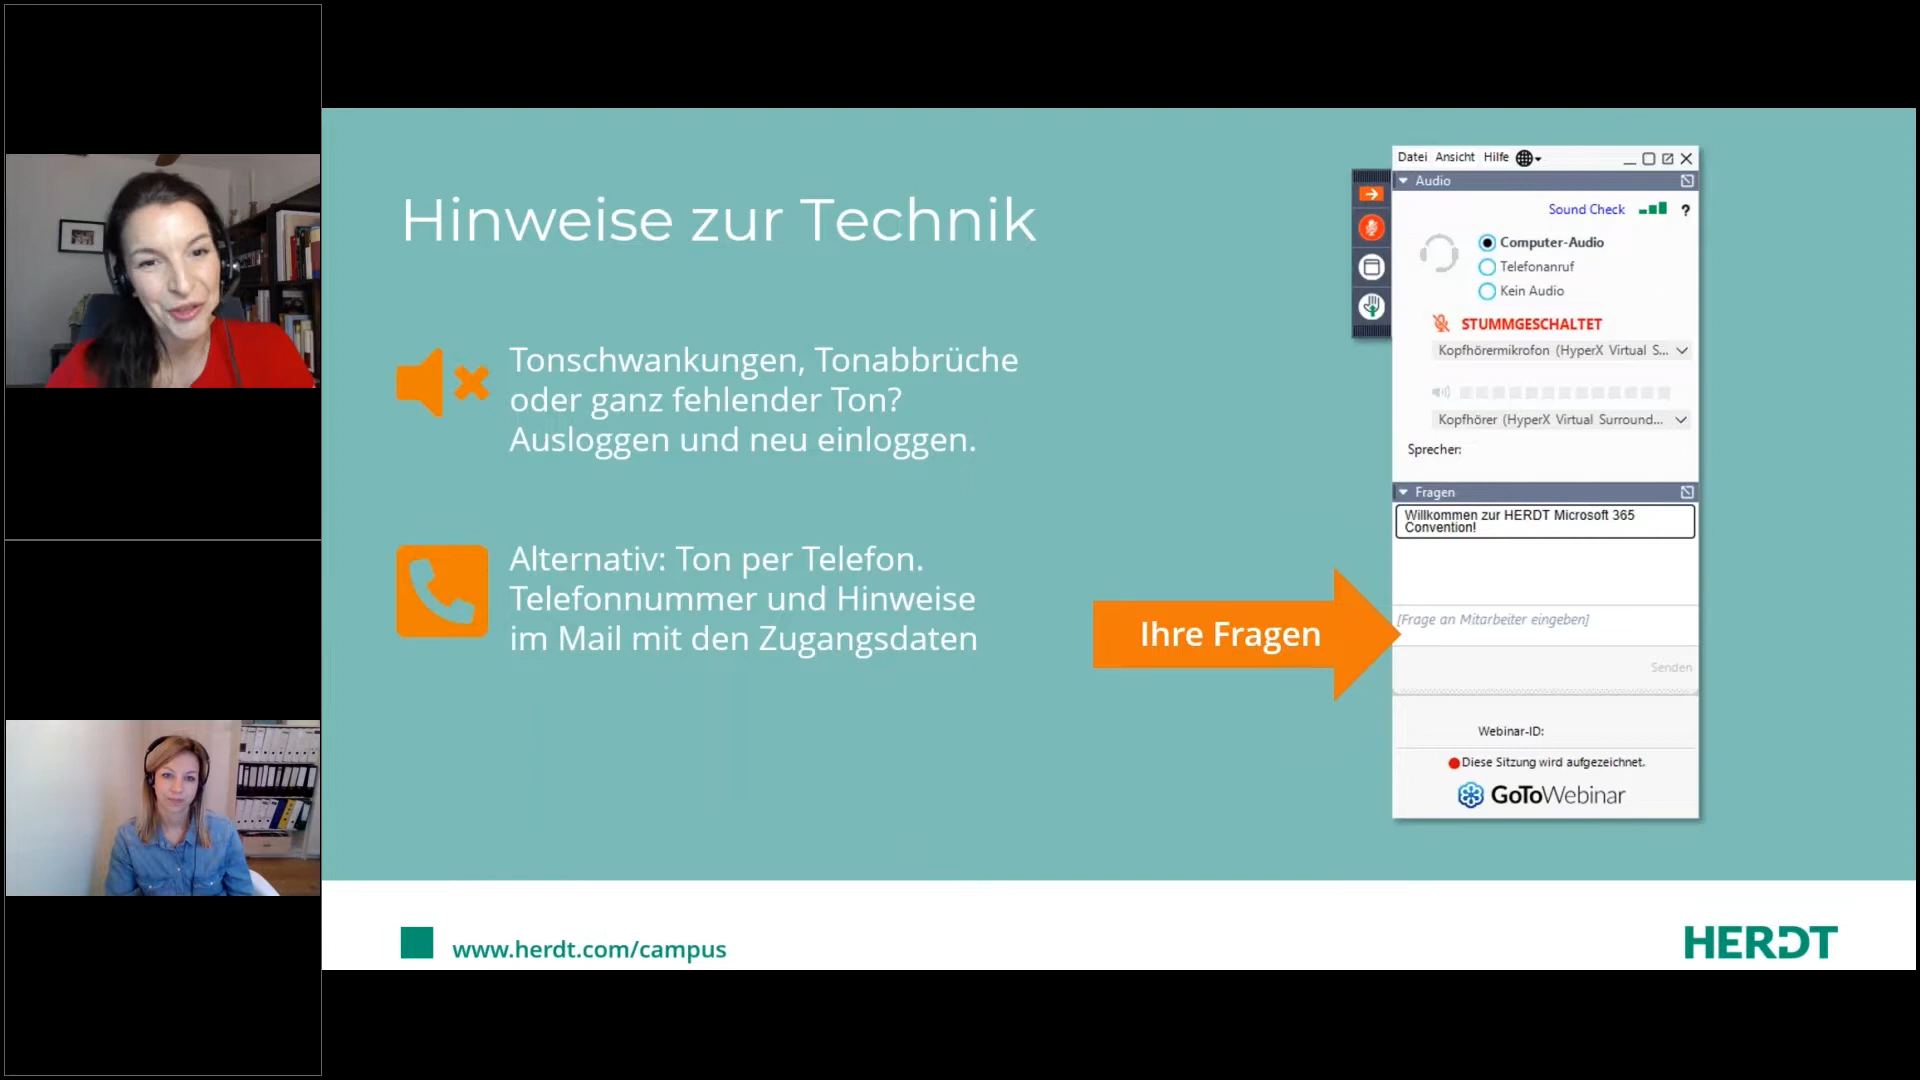 Hinweise zur Technik
Tonschwankungen, Tonabbrüche
oder ganz fehlender Ton?
Ausloggen und neu einloggen.
Alternativ: Ton per Telefon.
Telefonnummer und Hinweise
im Mail mit den Zugangsdaten
Ihre Fragen
Datei Ansicht Hilfe
Audio
Sound Check ?
Computer-Audio
Telefonanruf
Kein Audio
STUMMGESCHALTET
Kopfhörermikrofon (HyperX Virtual S...
Kopfhörer (HyperX Virtual Surround...
Sprecher:
Fragen
Willkommen zur HERDT Microsoft 365
Convention!
[Frage an Mitarbeiter eingeben]
Senden
Webinar-ID:
Diese Sitzung wird aufgezeichnet.
GoToWebinar
www.herdt.com/campus
HERDT